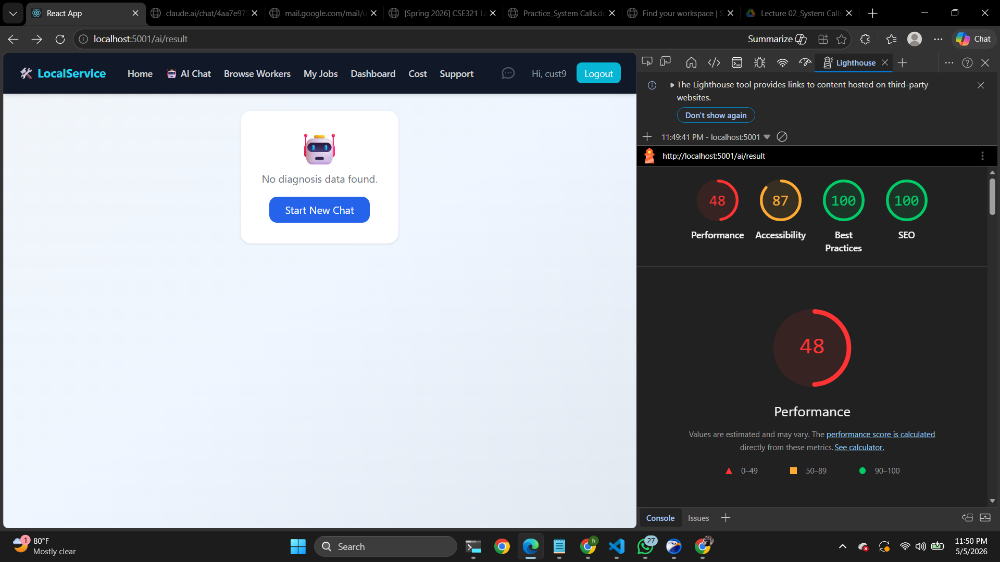 React App
claude.ai/chat/4aa7e97
mail.google.com/mail/u
[Spring 2026] CSE321 La
Practice_System Calls.do
Find your workspace | S
Lecture 02_System Calls
localhost:5001/ai/result
Summarize
Chat
LocalService
Home
AI Chat
Browse Workers
My Jobs
Dashboard
Cost
Support
Hi, cust9
Logout
No diagnosis data found.
Start New Chat
Lighthouse
The Lighthouse tool provides links to content hosted on third-party
websites.
Don't show again
11:49:41 PM - localhost:5001
http://localhost:5001/ai/result
48
87
100
100
Performance
Accessibility
Best
Practices
SEO
48
Performance
Values are estimated and may vary. The performance score is calculated
directly from these metrics. See calculator.
0–49
50–89
90–100
Console
Issues
1
80°F
Mostly clear
Search
h
27
11:50 PM
5/5/2026